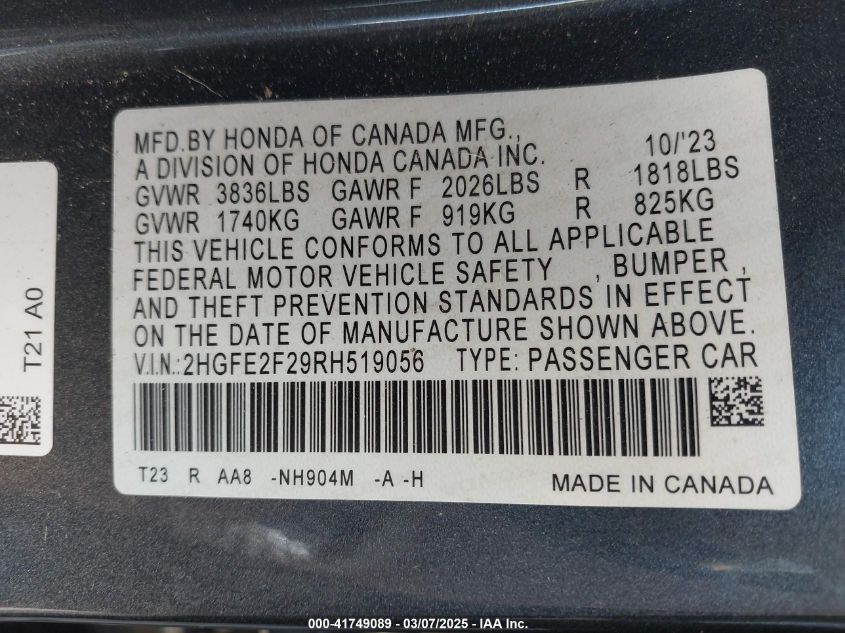 MFD.BY HONDA OF CANADA MFG., 10/'23
A DIVISION OF HONDA CANADA INC.
GVWR 3836LBS GAWR F 2026LBS R 1818LBS
GVWR 1740KG GAWR F 919KG R 825KG
THIS VEHICLE CONFORMS TO ALL APPLICABLE
FEDERAL MOTOR VEHICLE SAFETY , BUMPER ,
AND THEFT PREVENTION STANDARDS IN EFFECT
ON THE DATE OF MANUFACTURE SHOWN ABOVE.
V.I.N.: 2HGFE2F29RH519056 TYPE: PASSENGER CAR
T23 R AA8 -NH904M -A -H MADE IN CANADA
T21 A0
000-41749089 - 03/07/2025 - IAA Inc.